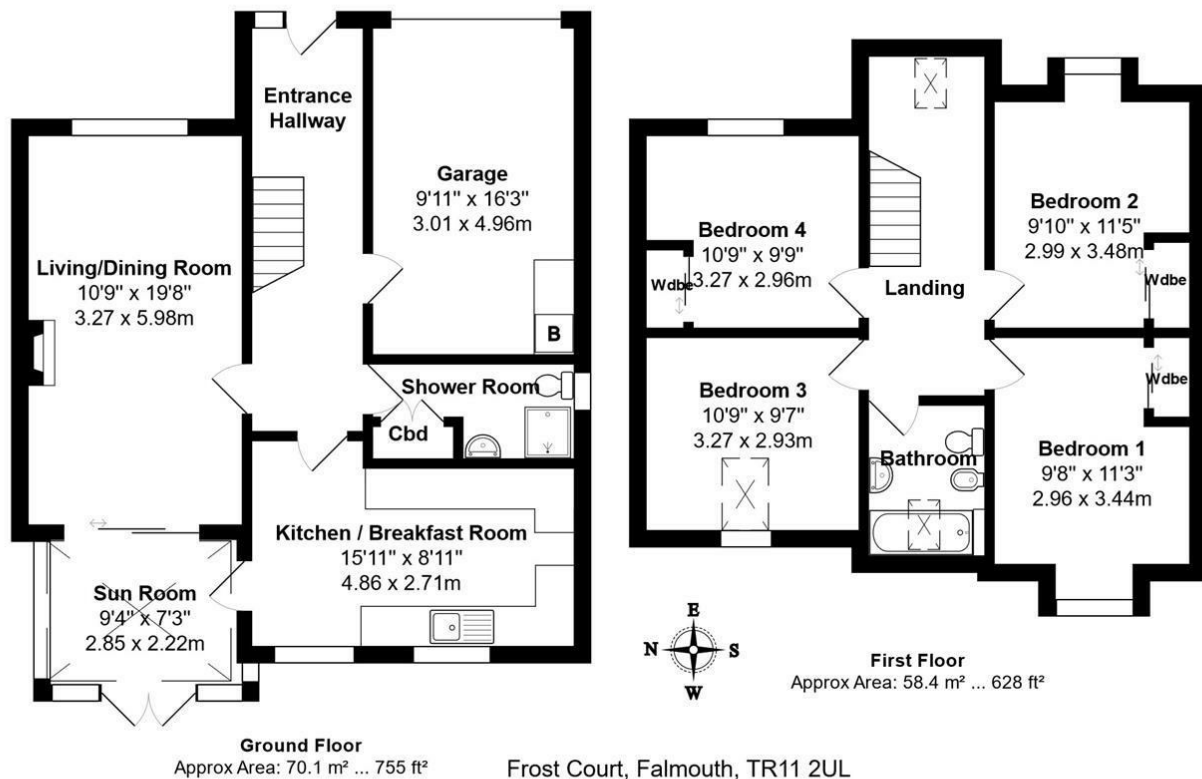 Entrance
Hallway
Garage
9'11" x 16'3"
3.01 x 4.96m
Living/Dining Room
10'9" x 19'8"
3.27 x 5.98m
B
Shower Room
Cbd
Kitchen / Breakfast Room
15'11" x 8'11"
4.86 x 2.71m
Sun Room
9'4" x 7'3"
2.85 x 2.22m
Ground Floor
Approx Area: 70.1 m² ... 755 ft²
Bedroom 4
10'9" x 9'9"
3.27 x 2.96m
Wdbe
Landing
Bedroom 2
9'10" x 11'5"
2.99 x 3.48m
Wdbe
Bedroom 3
10'9" x 9'7"
3.27 x 2.93m
Bathroom
Wdbe
Bedroom 1
9'8" x 11'3"
2.96 x 3.44m
E
N S
W
First Floor
Approx Area: 58.4 m² ... 628 ft²
Frost Court, Falmouth, TR11 2UL